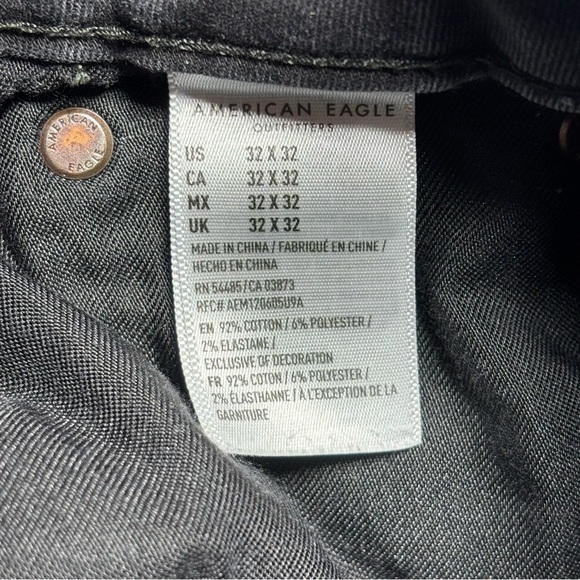 AMERICAN EAGLE
OUTFITTERS
US 32 X 32
CA 32 X 32
MX 32 X 32
UK 32 X 32
MADE IN CHINA / FABRIQUÉ EN CHINE /
HECHO EN CHINA
RN 54485/CA 03873
RFC# AEM120605U9A
EN 92% COTTON / 6% POLYESTER /
2% ELASTANE /
EXCLUSIVE OF DECORATION
FR 92% COTON / 6% POLYESTER /
2% ÉLASTHANNE / À L'EXCEPTION DE LA
GARNITURE
AMERICAN
EAGLE